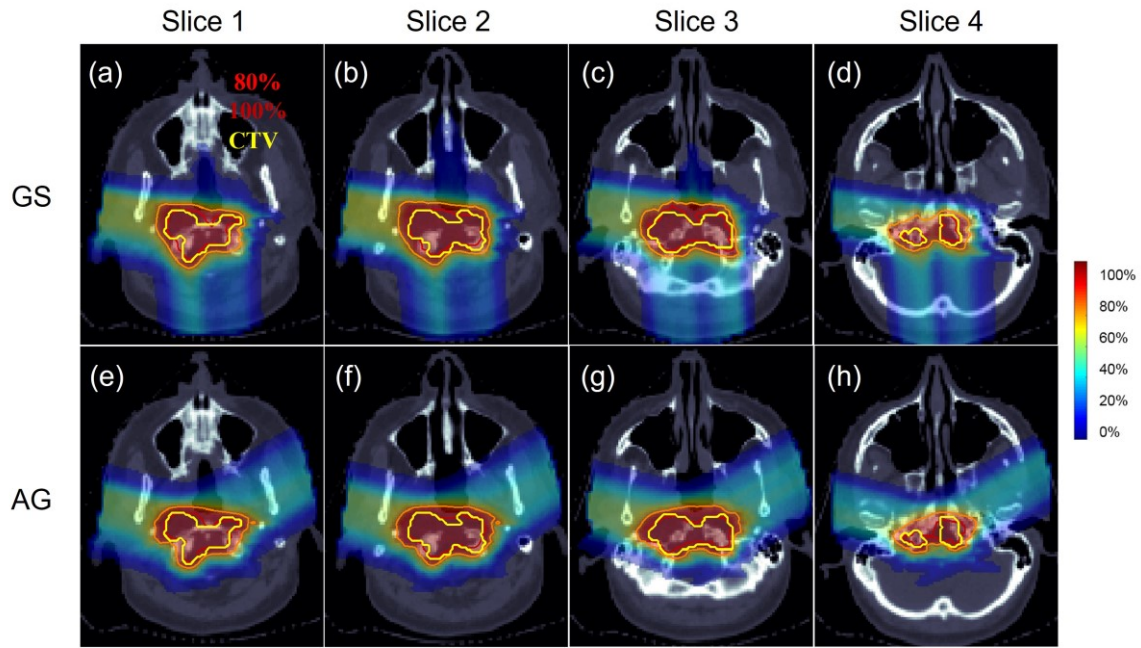 Slice 1 Slice 2 Slice 3 Slice 4
GS
(a) (b) (c) (d)
80%
100%
CTV
100%
80%
60%
40%
20%
0%
AG
(e) (f) (g) (h)